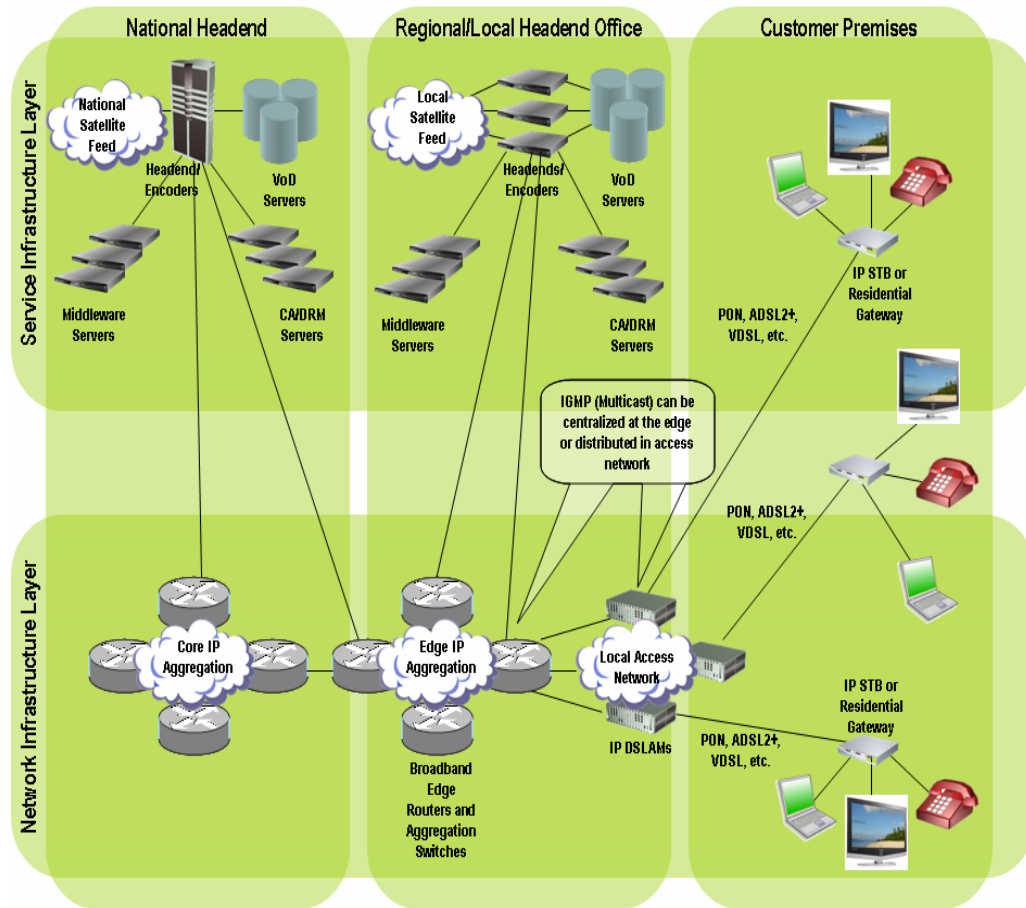 National Headend
Regional/Local Headend Office
Customer Premises
Service Infrastructure Layer
National
Satellite
Feed
Headend/
Encoders
VoD
Servers
Middleware
Servers
CA/DRM
Servers
Local
Satellite
Feed
Headends/
Encoders
VoD
Servers
Middleware
Servers
CA/DRM
Servers
IP STB or
Residential
Gateway
PON, ADSL2+,
VDSL, etc.
IGMP (Multicast) can be
centralized at the edge
or distributed in access
network
PON, ADSL2+,
VDSL, etc.
Network Infrastructure Layer
Core IP
Aggregation
Edge IP
Aggregation
Local Access
Network
IP DSLAMs
Broadband
Edge
Routers and
Aggregation
Switches
PON, ADSL2+,
VDSL, etc.
IP STB or
Residential
Gateway